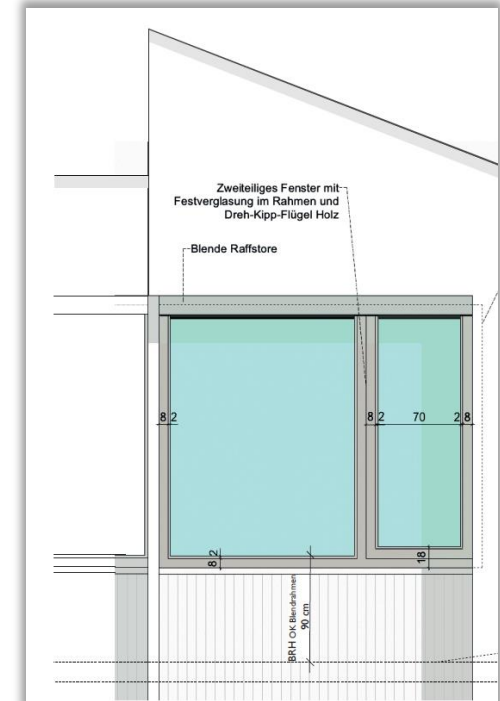 Zweiteiliges Fenster mit
Festverglasung im Rahmen und
Dreh-Kipp-Flügel Holz
Blende Raffstore
8 2
8 2 70 2 8
8 2
18
BRH OK Blendrahmen
90 cm